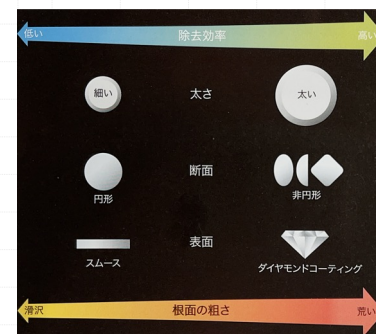 低い 除去効率 高い
細い 太さ 太い
断面
円形 非円形
表面
スムース ダイヤモンドコーティング
滑沢 根面の粗さ 荒い